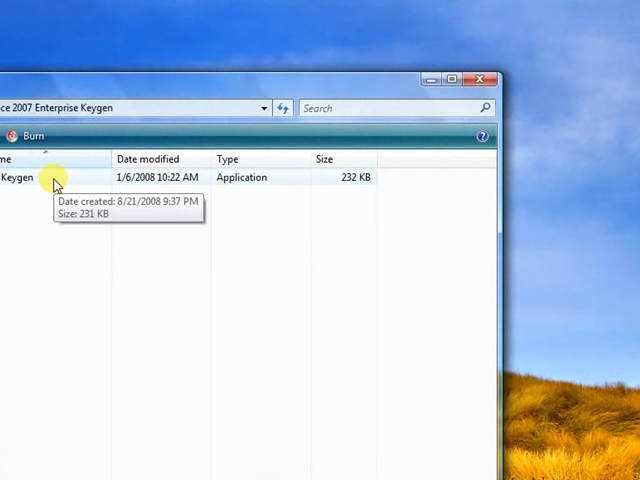 ce 2007 Enterprise Keygen
Search
Burn
me
Date modified
Type
Size
Keygen
1/6/2008 10:22 AM
Application
232 KB
Date created: 8/21/2008 9:37 PM
Size: 231 KB